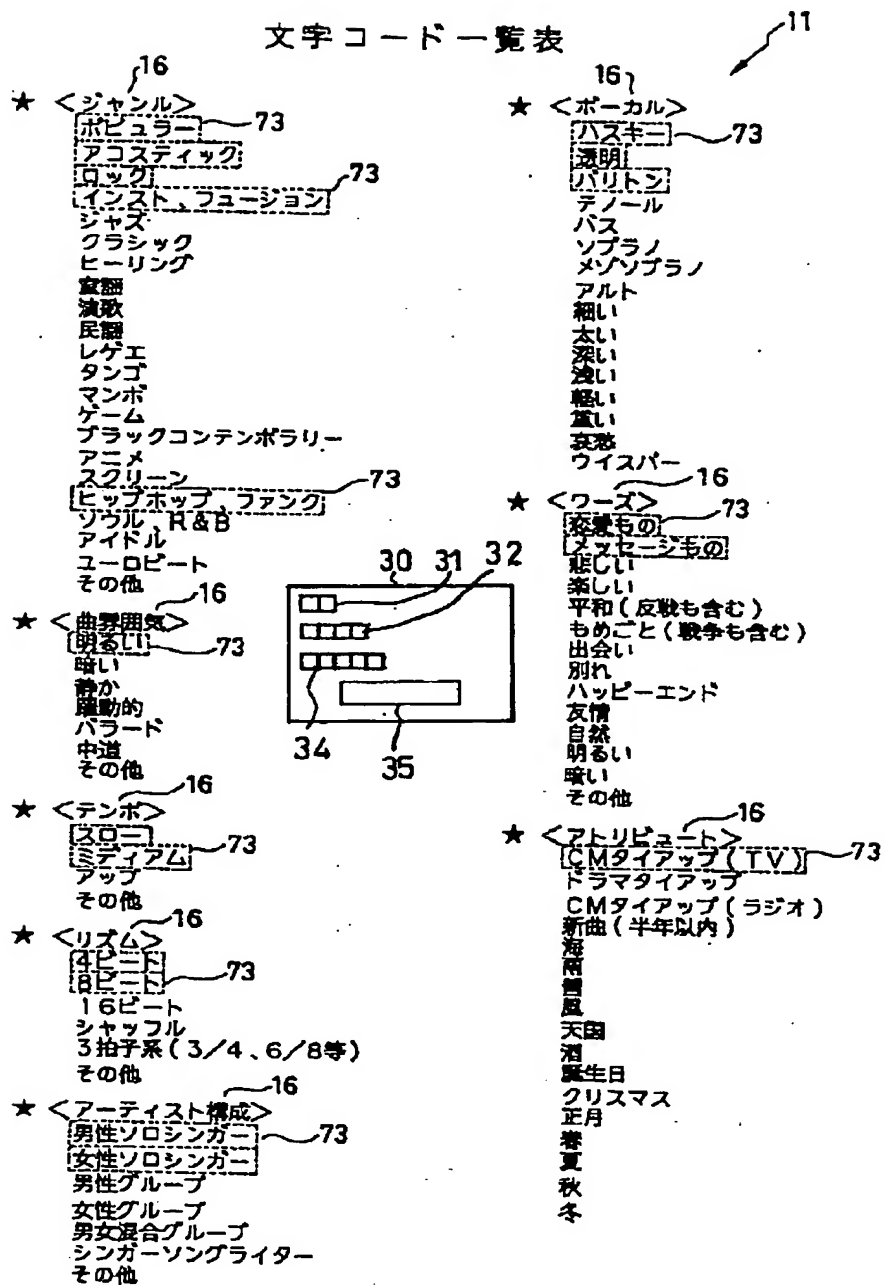 文字コード一覧表
11
16
★ <ジャンル>
ポピュラー 73
アコスティック
ロック 73
インスト、フュージョン
ジャズ
クラシック
ヒーリング
童謡
演歌
民謡
レゲエ
タンゴ
マンボ
ゲーム
ブラックコンテンポラリー
アニメ
スクリーン 73
ヒップホップ、ファンク
ソウル、R&B
アイドル
ユーロビート
その他
16
★ <曲雰囲気>
明るい 73
暗い
静か
躍動的
バラード
中道
その他
16
★ <テンポ>
スロー
ミディアム 73
アップ
その他
16
★ <リズム>
4ビート
8ビート 73
16ビート
シャッフル
3拍子系(3/4、6/8等)
その他
16
★ <アーティスト構成>
男性ソロシンガー 73
女性ソロシンガー
男性グループ
女性グループ
男女混合グループ
シンガーソングライター
その他
30
31
32
34
35
16
★ <ボーカル>
ハスキー 73
透明
バリトン
テノール
バス
ソプラノ
メゾソプラノ
アルト
細い
太い
深い
浅い
軽い
重い
哀愁
ウイスパー
16
★ <ワーズ>
恋愛もの 73
メッセージもの
悲しい
楽しい
平和(反戦も含む)
もめごと(戦争も含む)
出会い
別れ
ハッピーエンド
友情
自然
明るい
暗い
その他
16
★ <アトリビュート>
CMタイアップ(TV) 73
ドラマタイアップ
CMタイアップ(ラジオ)
新曲(半年以内)
海
雨
雪
風
天国
酒
誕生日
クリスマス
正月
春
夏
秋
冬